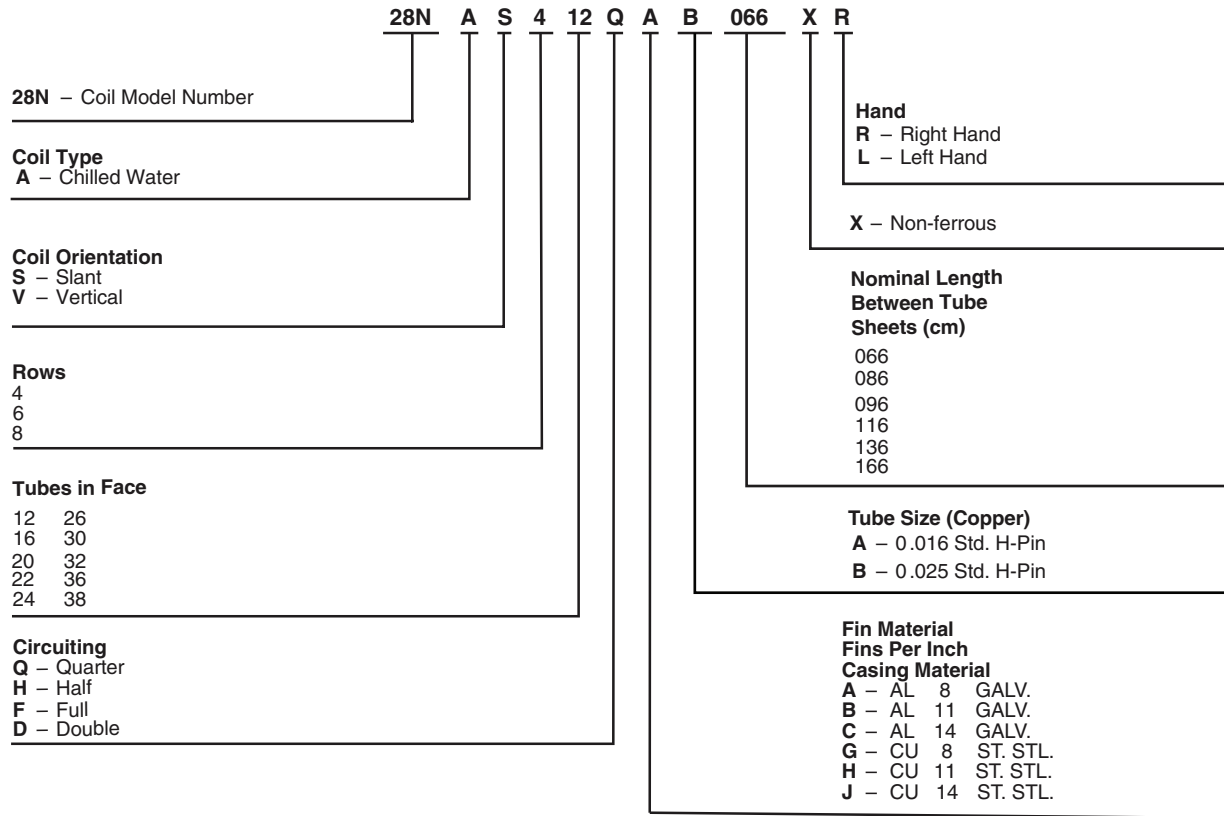 28N A S 4 12 Q A B 066 X R
28N – Coil Model Number
Coil Type
A – Chilled Water
Coil Orientation
S – Slant
V – Vertical
Rows
4
6
8
Tubes in Face
12 26
16 30
20 32
22 36
24 38
Circuiting
Q – Quarter
H – Half
F – Full
D – Double
Hand
R – Right Hand
L – Left Hand
X – Non-ferrous
Nominal Length
Between Tube
Sheets (cm)
066
086
096
116
136
166
Tube Size (Copper)
A – 0.016 Std. H-Pin
B – 0.025 Std. H-Pin
Fin Material
Fins Per Inch
Casing Material
A – AL 8 GALV.
B – AL 11 GALV.
C – AL 14 GALV.
G – CU 8 ST. STL.
H – CU 11 ST. STL.
J – CU 14 ST. STL.